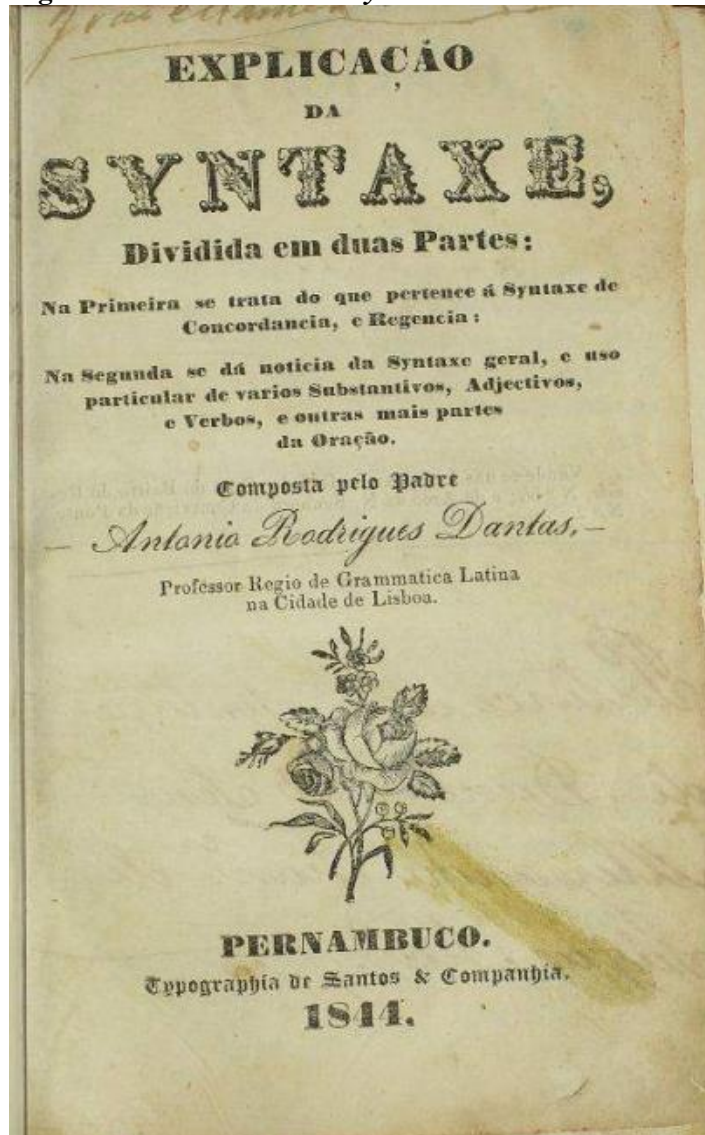 EXPLICAÇÃO
DA
SYNTAXE,
Dividida em duas Partes:
Na Primeira se trata do que pertence á Syntaxe de
Concordancia, e Regencia:
Na Segunda se dá noticia da Syntaxe geral, e uso
particular de varios Substantivos, Adjectivos,
e Verbos, e outras mais partes
da Oração.
Composta pelo Padre
— Antonio Rodrigues Dantas, —
Professor Regio de Grammatica Latina
na Cidade de Lisboa.
PERNAMBUCO.
Typographia de Santos & Companhia.
1844.